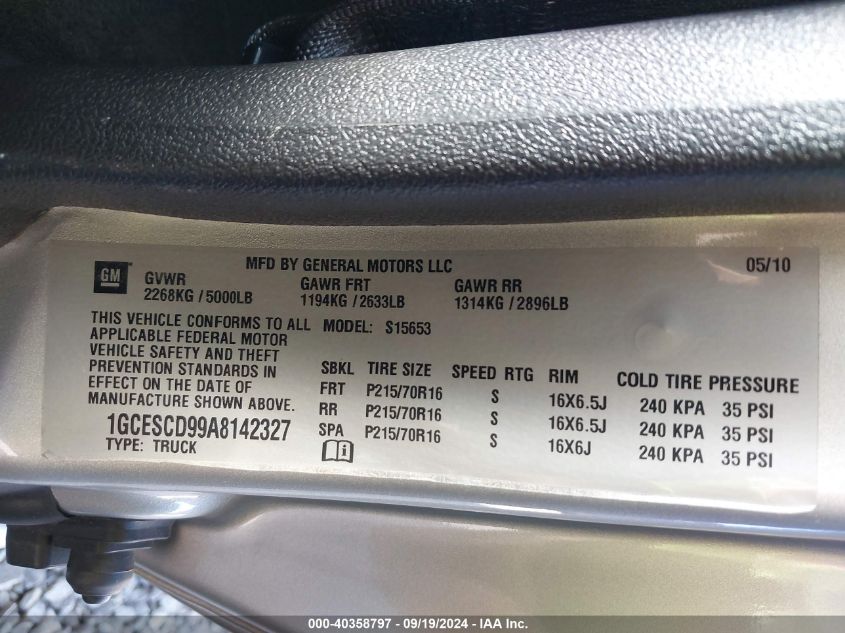 MFD BY GENERAL MOTORS LLC 05/10
GM
GVWR GAWR FRT GAWR RR
2268KG / 5000LB 1194KG / 2633LB 1314KG / 2896LB
THIS VEHICLE CONFORMS TO ALL
APPLICABLE FEDERAL MOTOR
VEHICLE SAFETY AND THEFT
PREVENTION STANDARDS IN
EFFECT ON THE DATE OF
MANUFACTURE SHOWN ABOVE.
1GCESCD99A8142327
TYPE: TRUCK
MODEL: S15653
SBKL TIRE SIZE SPEED RTG RIM COLD TIRE PRESSURE
FRT P215/70R16 S 16X6.5J 240 KPA 35 PSI
RR P215/70R16 S 16X6.5J 240 KPA 35 PSI
SPA P215/70R16 S 16X6J 240 KPA 35 PSI
000-40358797 - 09/19/2024 - IAA Inc.